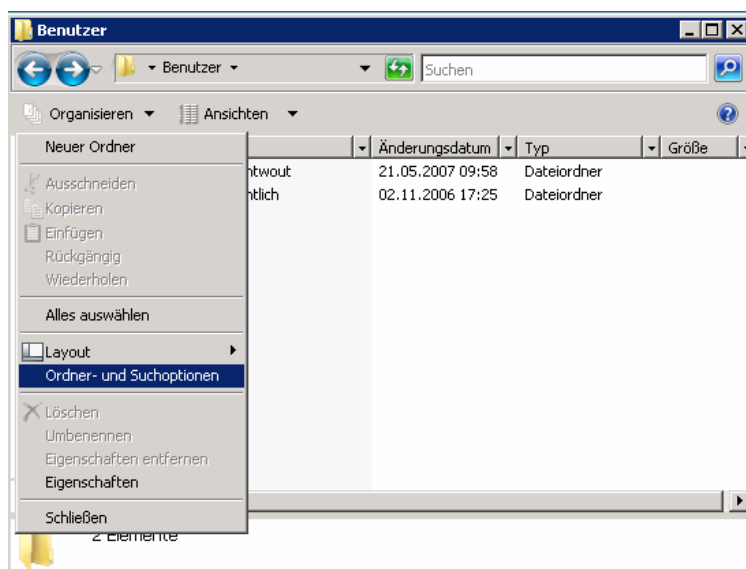 Benutzer
Benutzer
Suchen
Organisieren
Ansichten
Neuer Ordner
Ausschneiden
Kopieren
Einfügen
Rückgängig
Wiederholen
Alles auswählen
Layout
Ordner- und Suchoptionen
Löschen
Umbenennen
Eigenschaften entfernen
Eigenschaften
Schließen
Änderungsdatum Typ Größe
ntwout 21.05.2007 09:58 Dateiordner
ntlich 02.11.2006 17:25 Dateiordner
2 Elemente